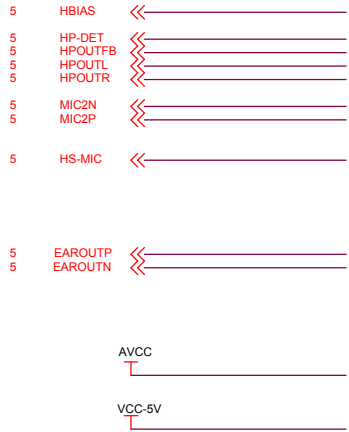 5 HBIAS
5 HP-DET
5 HPOUTFB
5 HPOUTL
5 HPOUTR
5 MIC2N
5 MIC2P
5 HS-MIC
5 EAROUTP
5 EAROUTN
AVCC
VCC-5V